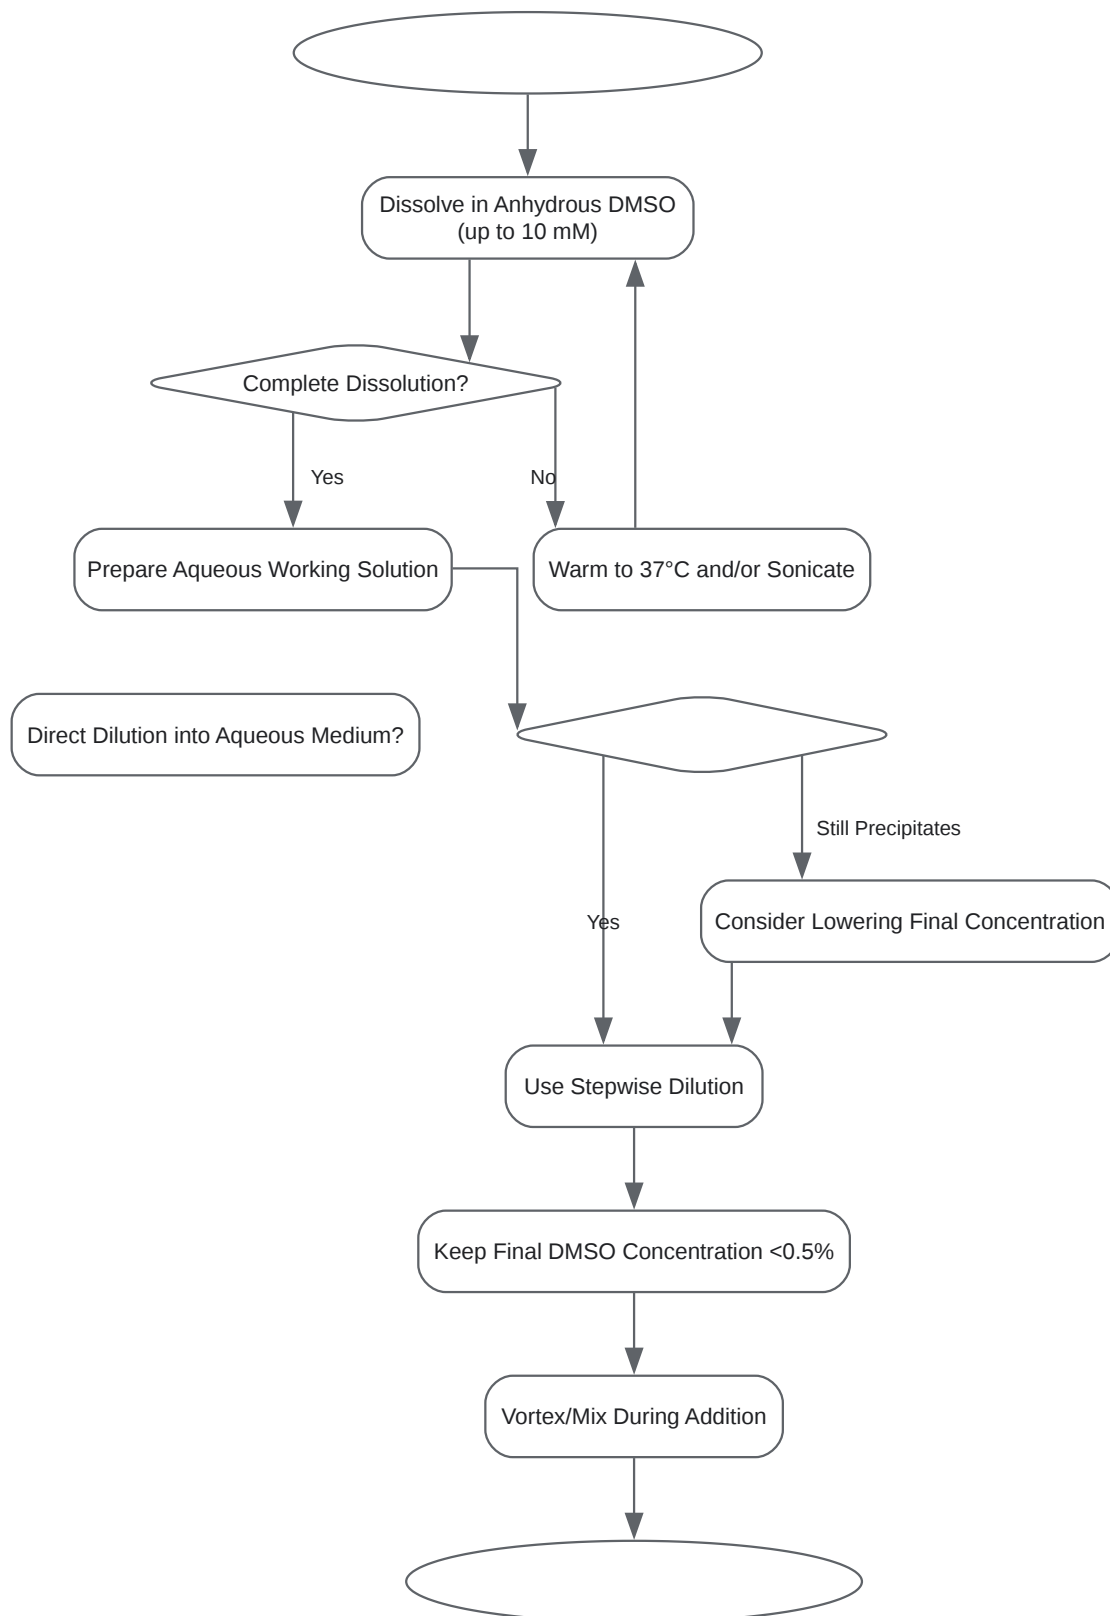 Dissolve in Anhydrous DMSO
(up to 10 mM)
Complete Dissolution?
Yes
No
Prepare Aqueous Working Solution
Warm to 37°C and/or Sonicate
Direct Dilution into Aqueous Medium?
Still Precipitates
Yes
Consider Lowering Final Concentration
Use Stepwise Dilution
Keep Final DMSO Concentration <0.5%
Vortex/Mix During Addition